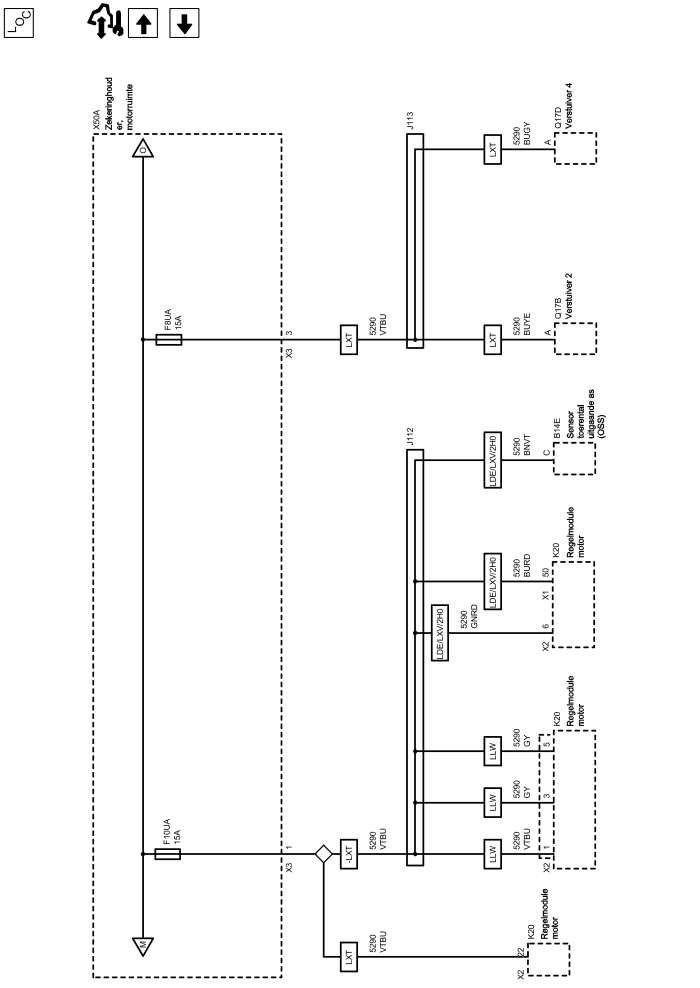 LOC
X50A
Zekeringhoud
er,
motorruimte
O
F8UA
15A
X3
3
LXT
5290
VTBU
J113
LXT
5290
BUGY
A
Q17D
Verstuiver 4
LXT
5290
BUYE
A
Q17B
Verstuiver 2
J112
LDE/LXV/2H0
5290
BNVT
C
B14E
Sensor
toerental
uitgaande as
(OSS)
LDE/LXV/2H0
5290
BURD
X1
50
K20
Regelmodule
motor
LDE/LXV/2H0
5290
GNRD
X2
6
LLW
5290
GY
5
K20
Regelmodule
motor
LLW
5290
GY
3
LLW
5290
VTBU
X2
1
F10UA
15A
X3
1
-LXT
5290
VTBU
M
LXT
5290
VTBU
X2
22
K20
Regelmodule
motor